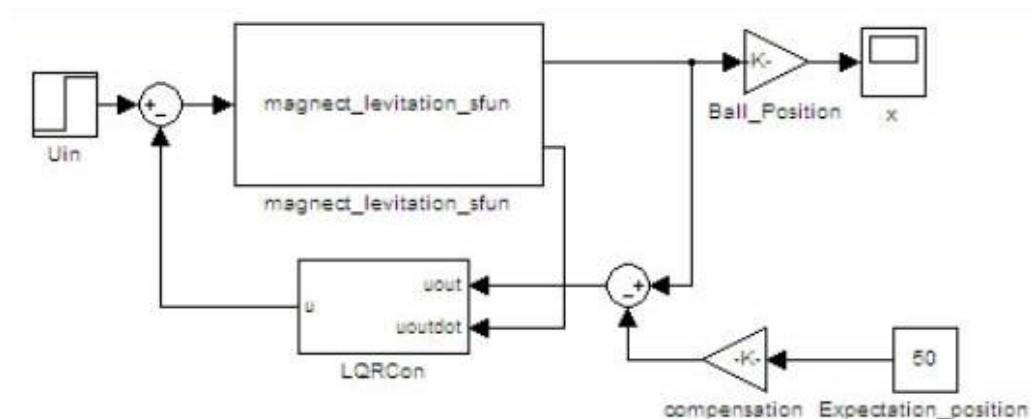 -K-
magnect_levitation_sfun
Ball_Position
x
Uin
magnect_levitation_sfun
uout
u
uoutdot
LQRCon
-K-
50
compensation
Expectation_position